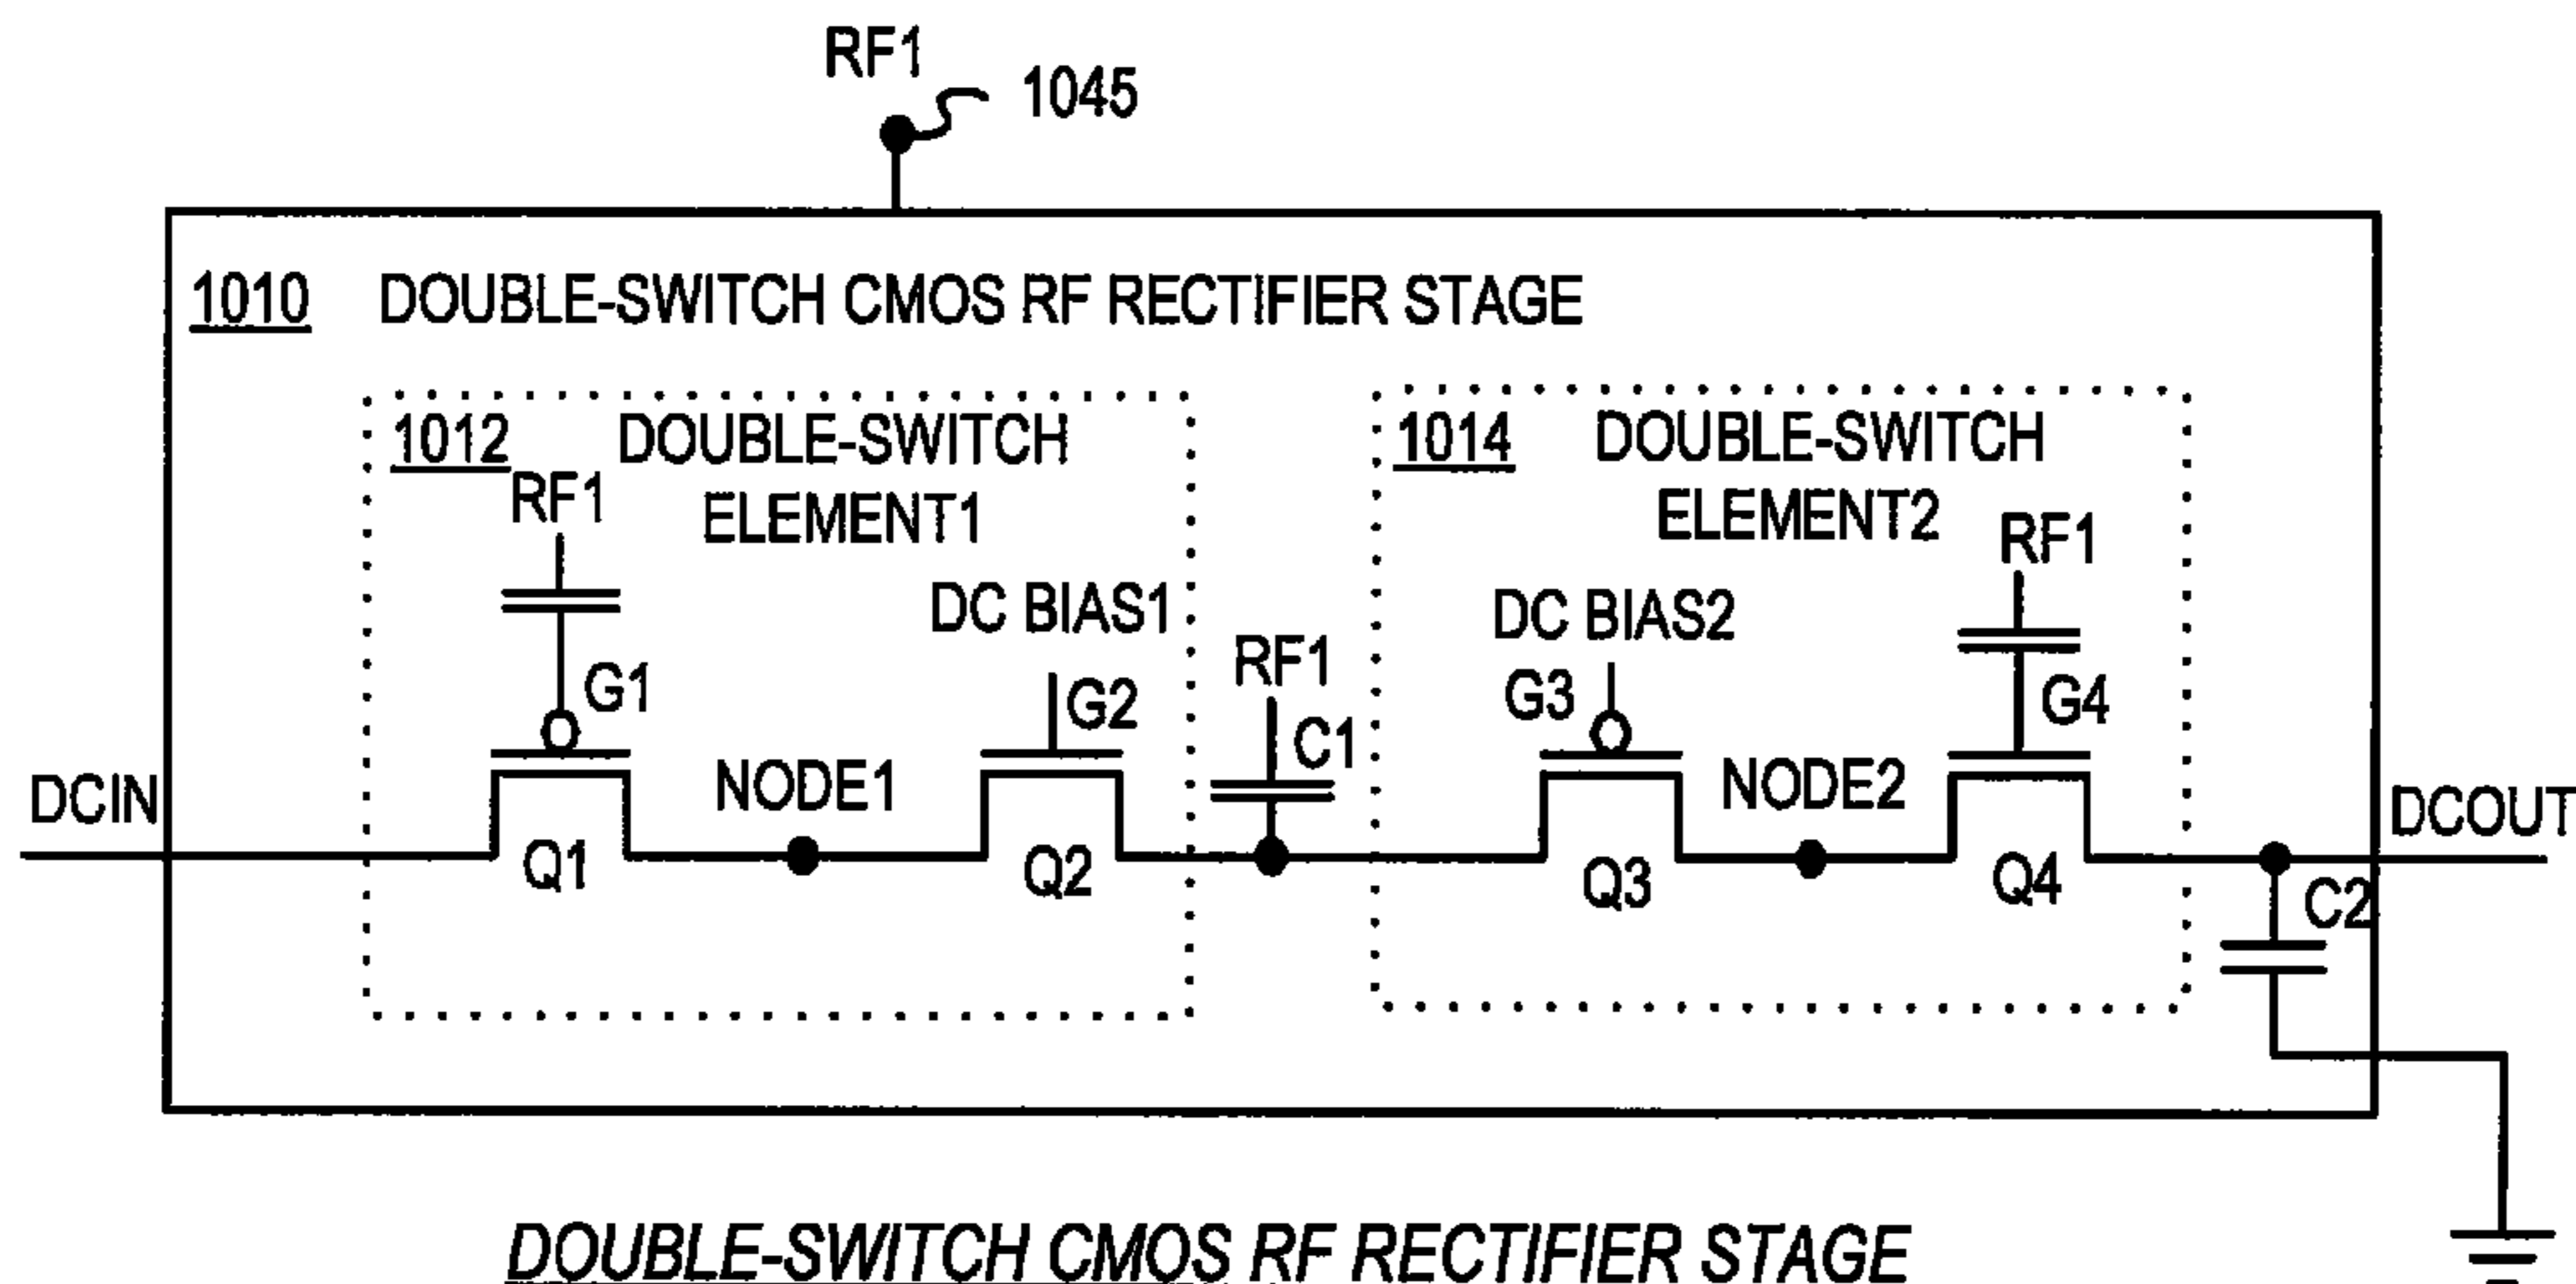 RF1
1045
1010 DOUBLE-SWITCH CMOS RF RECTIFIER STAGE
1012 DOUBLE-SWITCH
ELEMENT1
RF1
G1
Q1
NODE1
DC BIAS1
G2
Q2
RF1
C1
1014 DOUBLE-SWITCH
ELEMENT2
DC BIAS2
G3
Q3
NODE2
RF1
G4
Q4
DCIN
DCOUT
C2
DOUBLE-SWITCH CMOS RF RECTIFIER STAGE